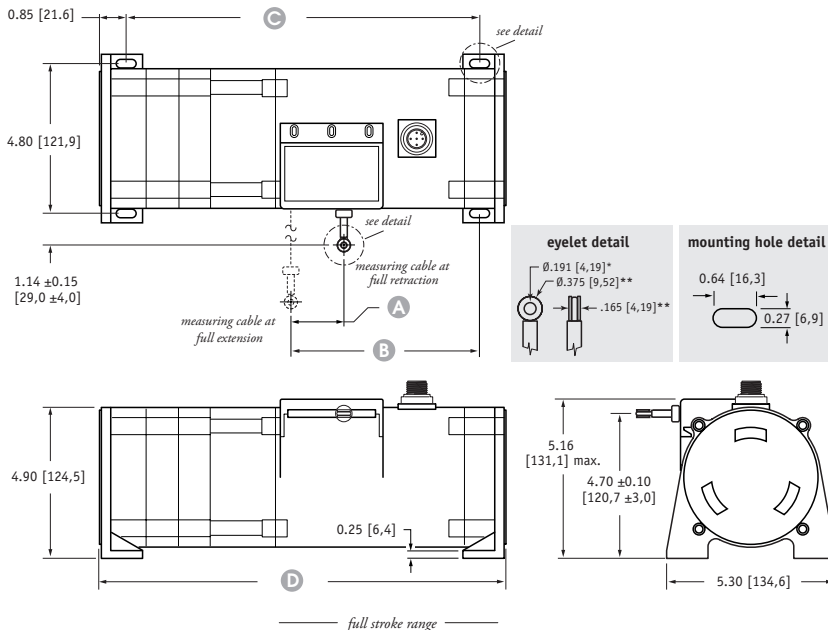 0.85 [21.6]
C
see detail
4.80 [121,9]
see detail
1.14 ±0.15
[29,0 ±4,0]
measuring cable at
full retraction
A
measuring cable at
full extension
B
eyelet detail
Ø.191 [4,19]*
Ø.375 [9,52]**
.165 [4,19]**
mounting hole detail
0.64 [16,3]
0.27 [6,9]
4.90 [124,5]
0.25 [6,4]
D
5.16
[131,1] max.
4.70 ±0.10
[120,7 ±3,0]
5.30 [134,6]
full stroke range